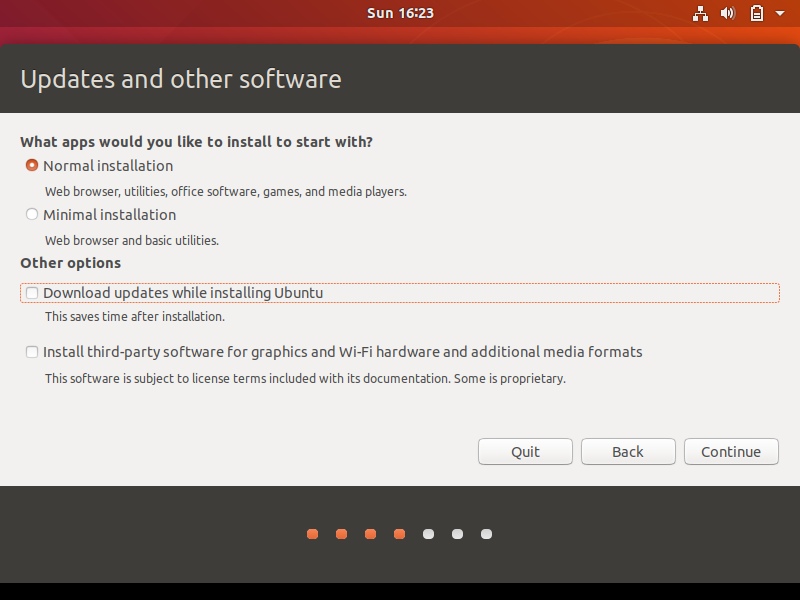 Sun 16:23
Updates and other software
What apps would you like to install to start with?
Normal installation
Web browser, utilities, office software, games, and media players.
Minimal installation
Web browser and basic utilities.
Other options
Download updates while installing Ubuntu
This saves time after installation.
Install third-party software for graphics and Wi-Fi hardware and additional media formats
This software is subject to license terms included with its documentation. Some is proprietary.
Quit Back Continue